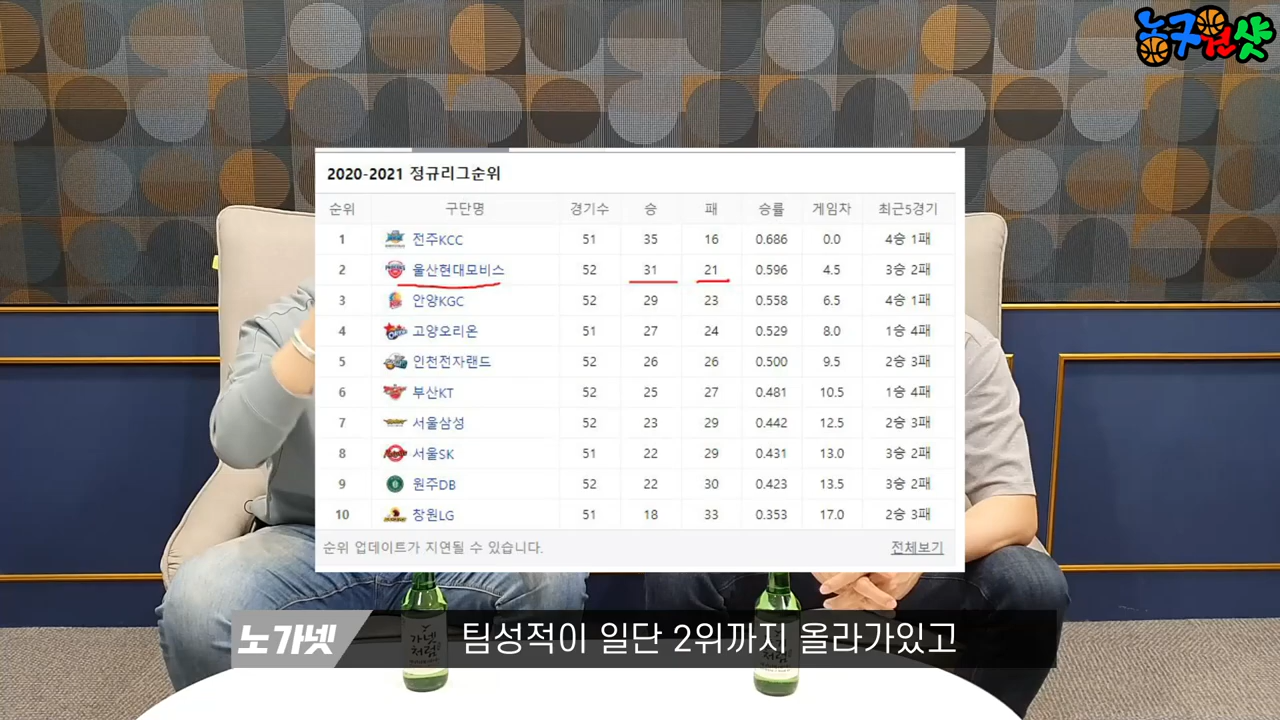 농구원샷
2020-2021 정규리그순위
순위 구단명 경기수 승 패 승률 게임차 최근5경기
1 전주KCC 51 35 16 0.686 0.0 4승 1패
2 울산현대모비스 52 31 21 0.596 4.5 3승 2패
3 안양KGC 52 29 23 0.558 6.5 4승 1패
4 고양오리온 51 27 24 0.529 8.0 1승 4패
5 인천전자랜드 52 26 26 0.500 9.5 2승 3패
6 부산KT 52 25 27 0.481 10.5 1승 4패
7 서울삼성 52 23 29 0.442 12.5 2승 3패
8 서울SK 51 22 29 0.431 13.0 3승 2패
9 원주DB 52 22 30 0.423 13.5 3승 2패
10 창원LG 51 18 33 0.353 17.0 2승 3패
순위 업데이트가 지연될 수 있습니다. 전체보기
노가넷 팀성적이 일단 2위까지 올라가있고
가넷
처럼